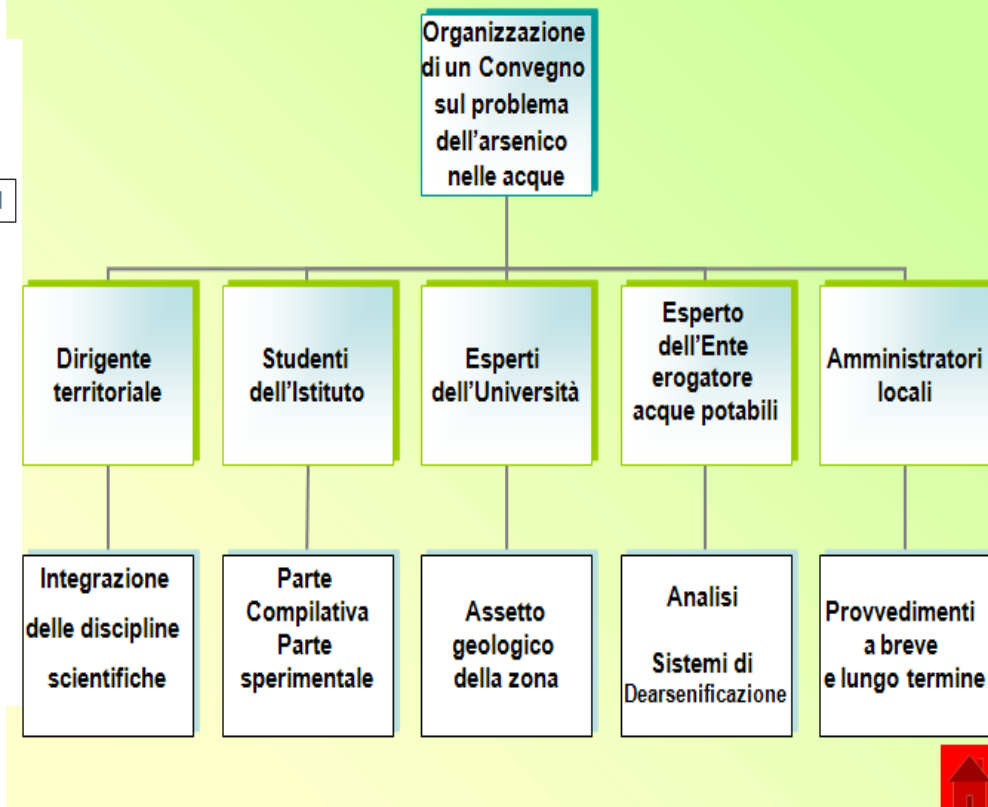 Organizzazione
di un Convegno
sul problema
dell'arsenico
nelle acque
Dirigente
territoriale
Studenti
dell'Istituto
Esperti
dell'Università
Esperto
dell'Ente
erogatore
acque potabili
Amministratori
locali
Integrazione
delle discipline
scientifiche
Parte
Compilativa
Parte
sperimentale
Assetto
geologico
della zona
Analisi
Sistemi di
Dearsenificazione
Provvedimenti
a breve
e lungo termine